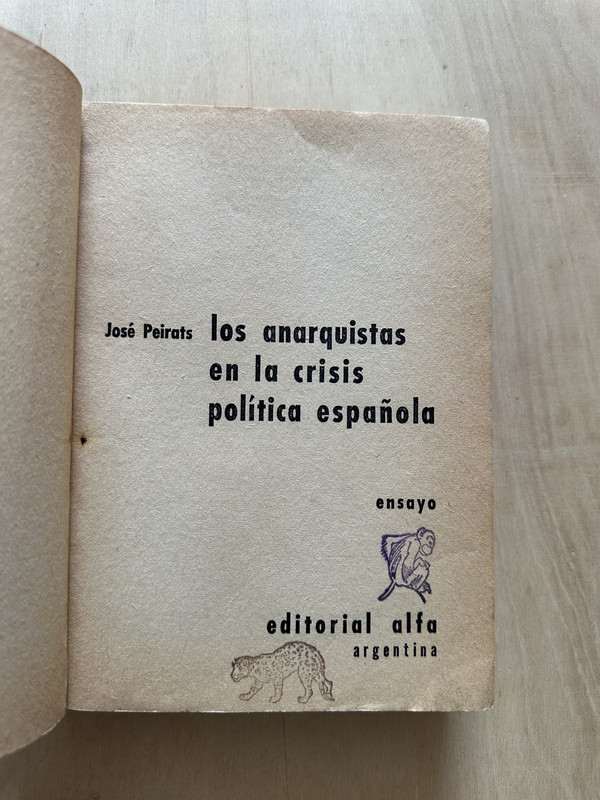 José Peirats los anarquistas
en la crisis
política española
ensayo
editorial alfa
argentina